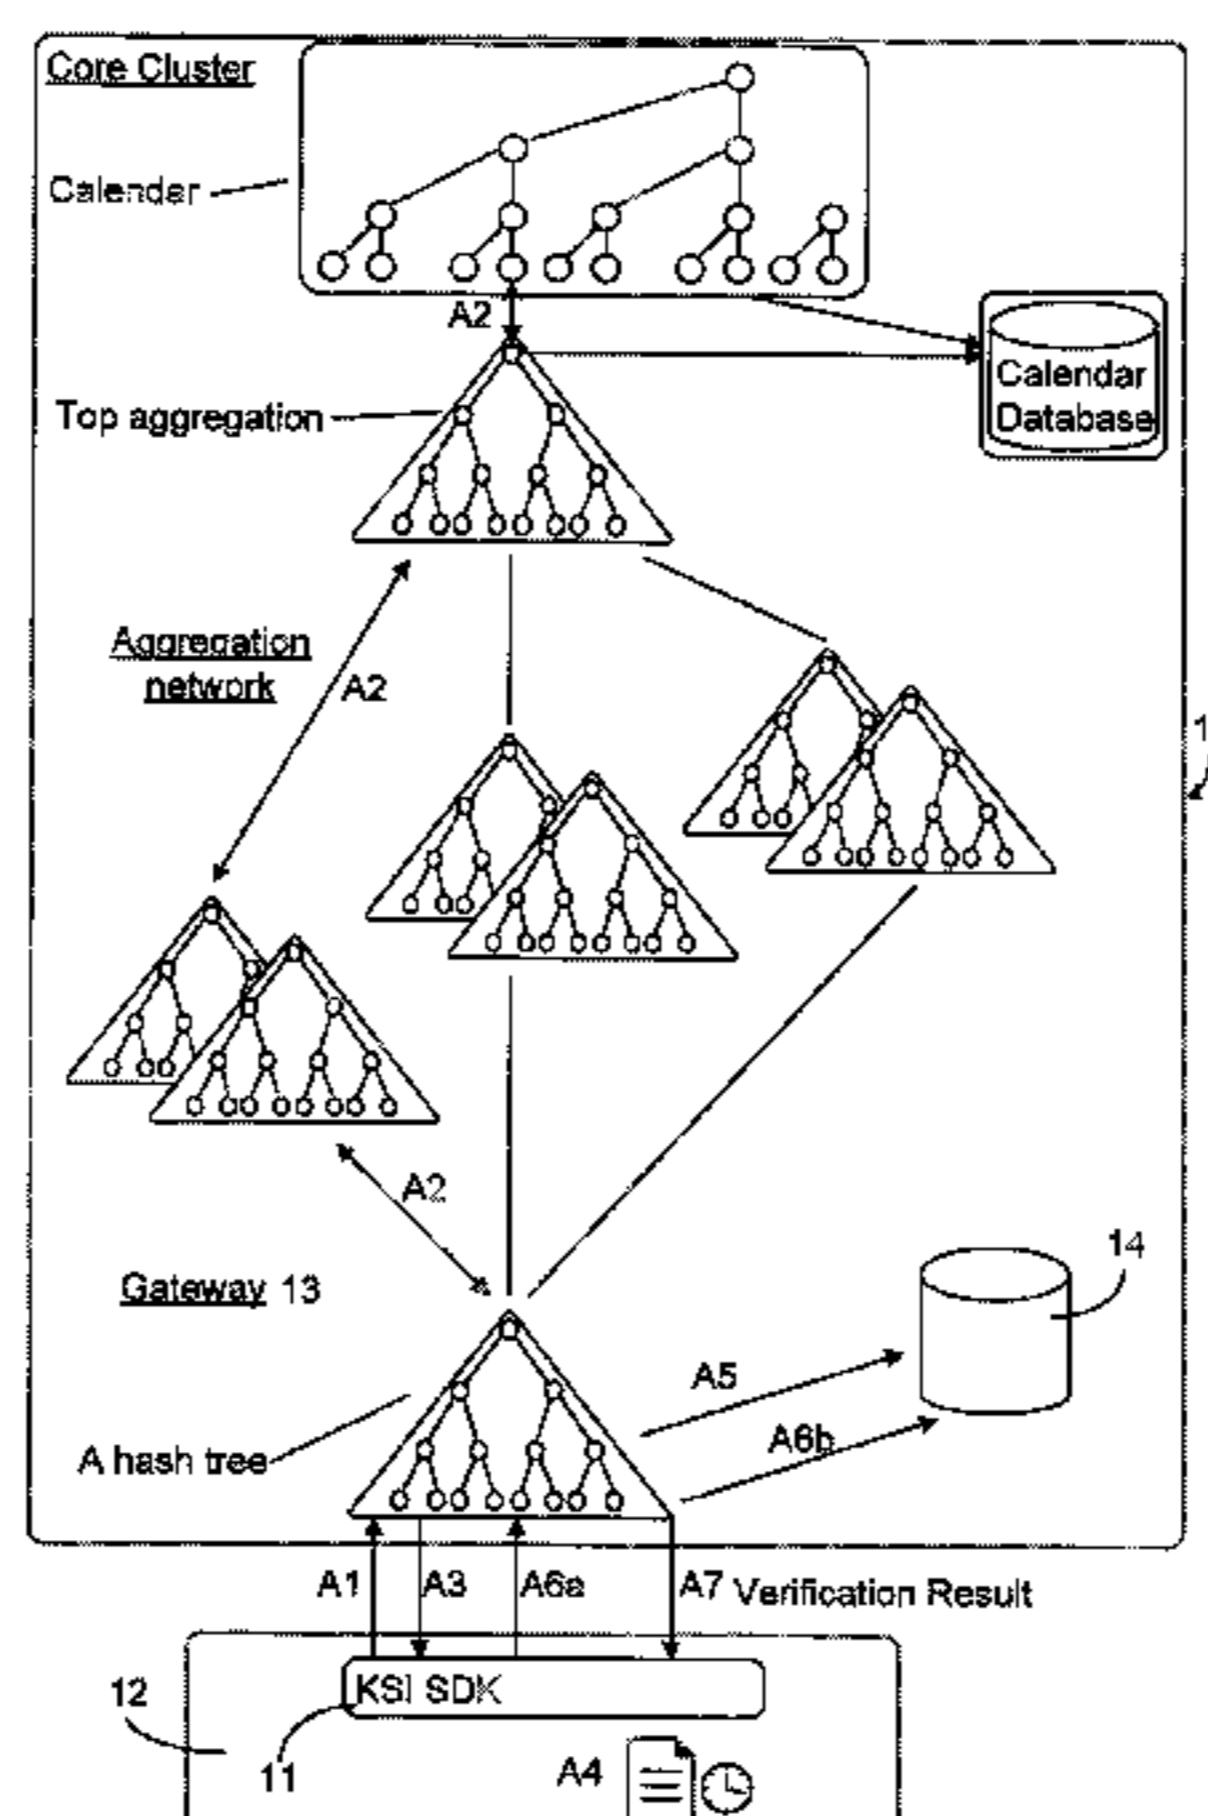 Core Cluster
Calendar
A2
Calendar
Database
Top aggregation
Aggregation
network
A2
1
A2
14
Gateway 13
A5
A6b
A hash tree
A1
A3
A6a
A7 Verification Result
KSI SDK
12
11
A4